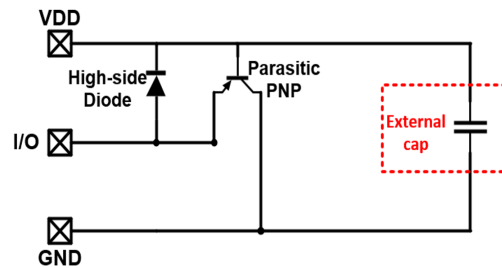 VDD
High-side
Diode
Parasitic
PNP
External
cap
I/O
GND